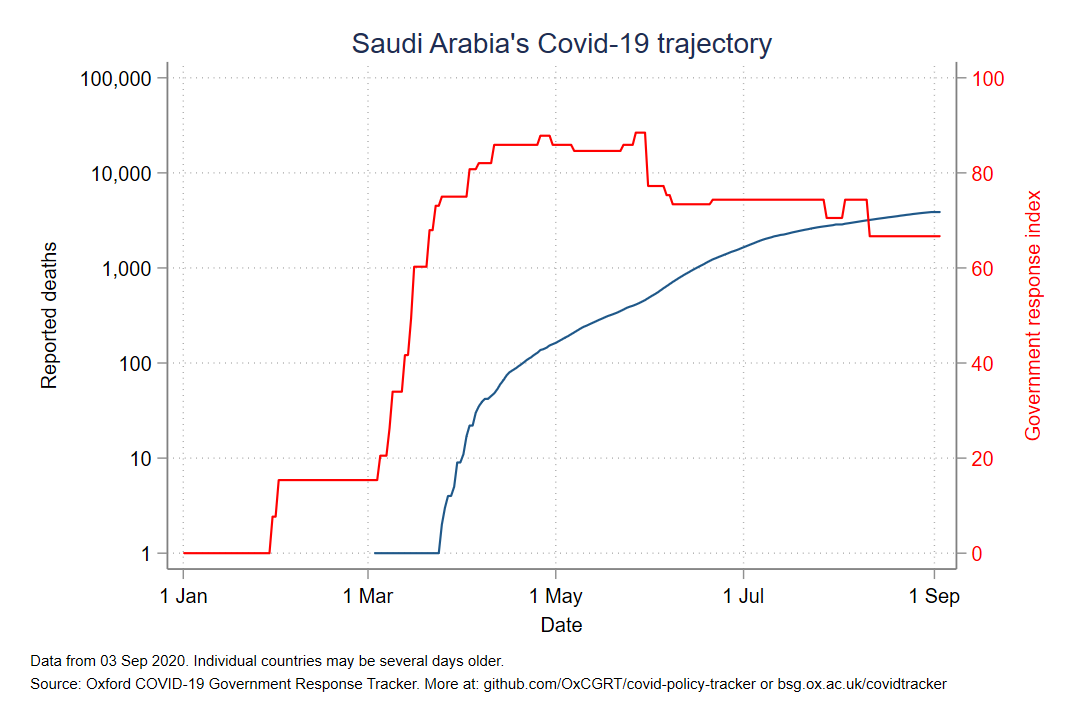 Saudi Arabia's Covid-19 trajectory
100,000
10,000
1,000
100
10
1
Reported deaths
100
80
60
40
20
0
Government response index
1 Jan
1 Mar
1 May
1 Jul
1 Sep
Date
Data from 03 Sep 2020. Individual countries may be several days older.
Source: Oxford COVID-19 Government Response Tracker. More at: github.com/OxCGRT/covid-policy-tracker or bsg.ox.ac.uk/covidtracker